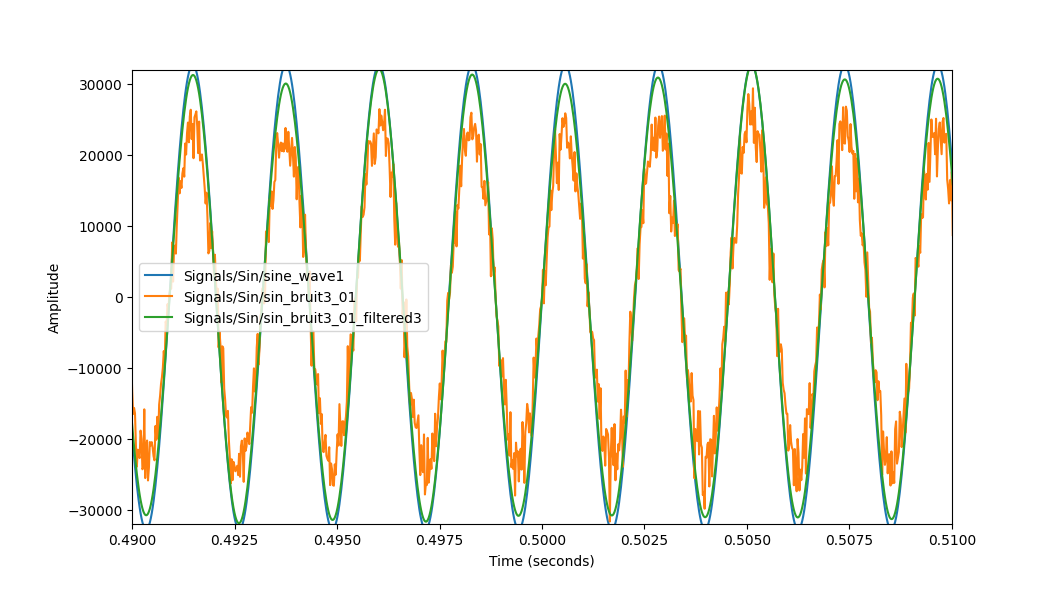 30000
20000
10000
0
−10000
−20000
−30000
Amplitude
Signals/Sin/sine_wave1
Signals/Sin/sin_bruit3_01
Signals/Sin/sin_bruit3_01_filtered3
0.4900 0.4925 0.4950 0.4975 0.5000 0.5025 0.5050 0.5075 0.5100
Time (seconds)